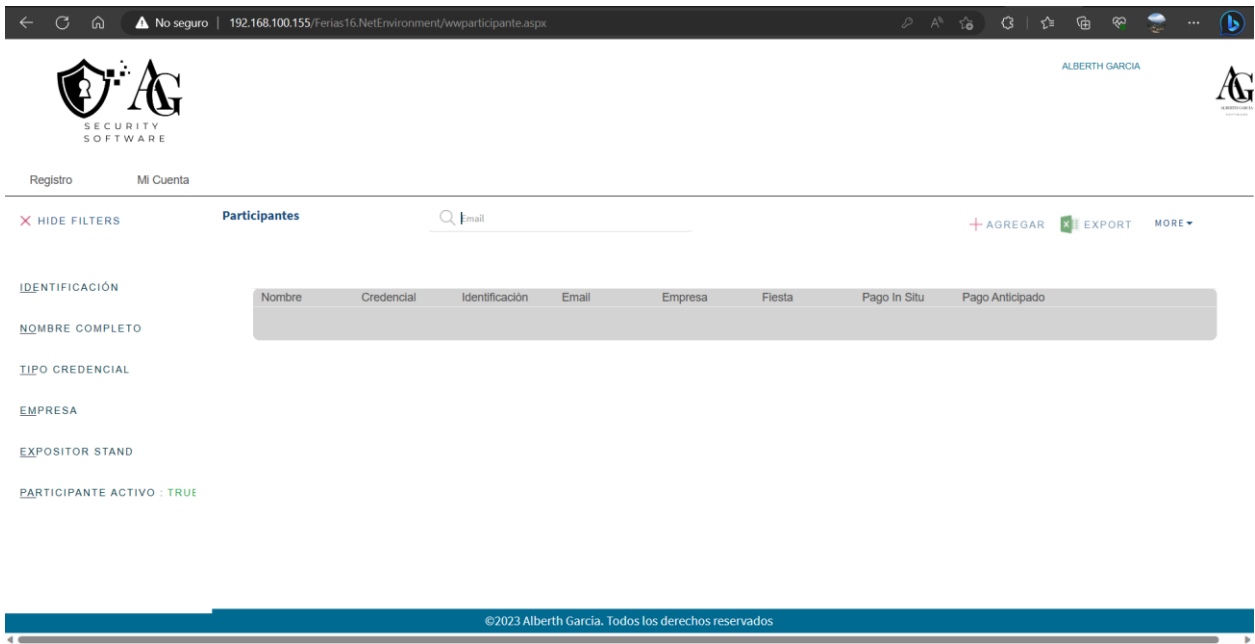 No seguro 192.168.100.155/Ferias16.NetEnvironment/wwparticipante.aspx
ALBERTH GARCIA
AG
SECURITY
SOFTWARE
AG
Registro Mi Cuenta
HIDE FILTERS Participantes Email AGREGAR EXPORT MORE
IDENTIFICACIÓN
Nombre Credencial Identificación Email Empresa Fiesta Pago In Situ Pago Anticipado
NOMBRE COMPLETO
TIPO CREDENCIAL
EMPRESA
EXPOSITOR STAND
PARTICIPANTE ACTIVO : TRUE
©2023 Alberth Garcia. Todos los derechos reservados